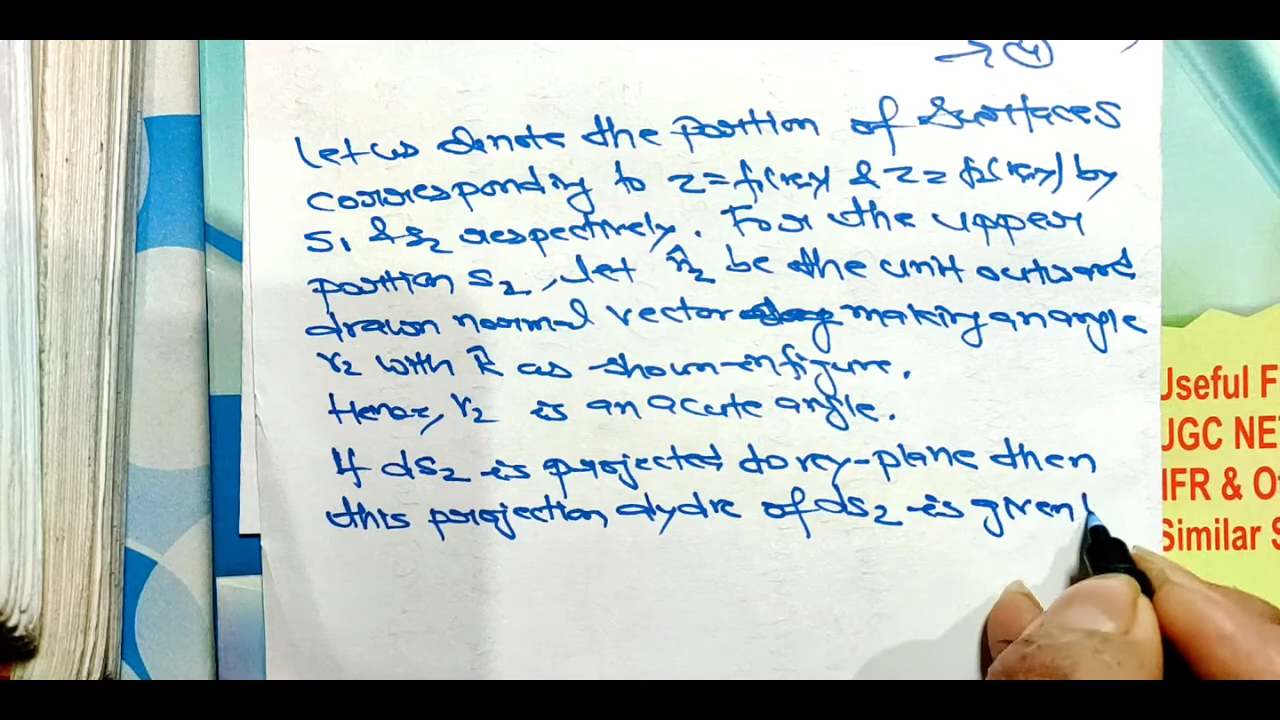 → (4)
Let us denote the portion of surfaces
corresponding to z = f₁(x,y) & z = f₂(x,y) by
S₁ & S₂ respectively. For the upper
portion S₂, let n̂₂ be the unit outward
drawn normal vector making an angle
γ₂ with k̂ as shown in figure.
Hence, γ₂ is an acute angle.
If dS₂ is projected to xy-plane then
this projection dydx of dS₂ is given
Useful F
UGC NE
IFR & O
Similar S